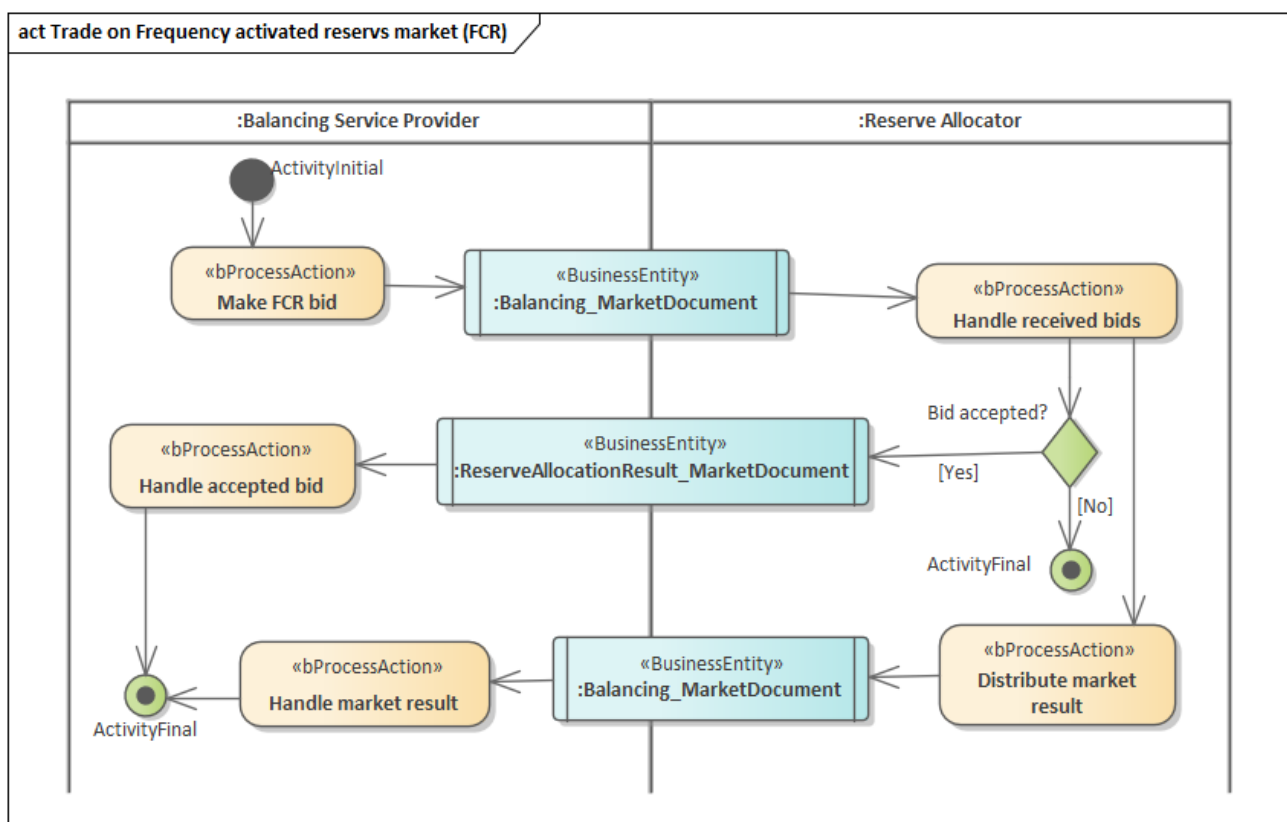 act Trade on Frequency activated reservs market (FCR)
:Balancing Service Provider
:Reserve Allocator
ActivityInitial
«bProcessAction»
Make FCR bid
«BusinessEntity»
:Balancing_MarketDocument
«bProcessAction»
Handle received bids
Bid accepted?
«bProcessAction»
Handle accepted bid
«BusinessEntity»
:ReserveAllocationResult_MarketDocument
[Yes]
[No]
ActivityFinal
«bProcessAction»
Handle market result
«BusinessEntity»
:Balancing_MarketDocument
«bProcessAction»
Distribute market
result
ActivityFinal